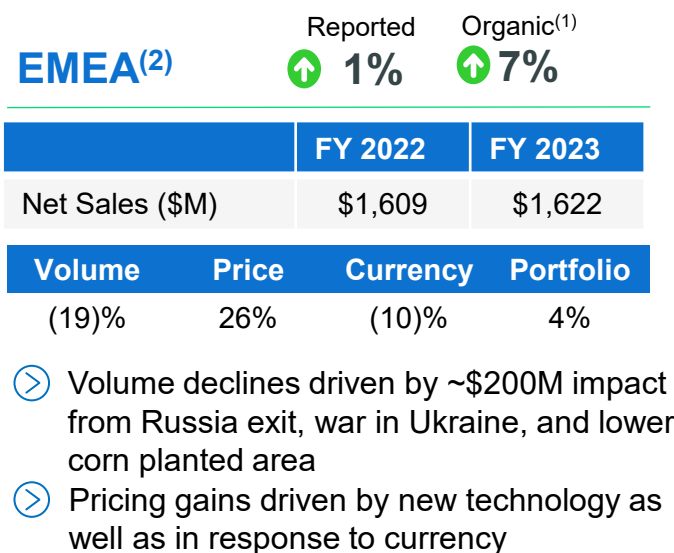 Reported Organic(1)
EMEA(2) 1% 7%
FY 2022 FY 2023
Net Sales ($M) $1,609 $1,622
Volume Price Currency Portfolio
(19)% 26% (10)% 4%
Volume declines driven by ~$200M impact
from Russia exit, war in Ukraine, and lower
corn planted area
Pricing gains driven by new technology as
well as in response to currency